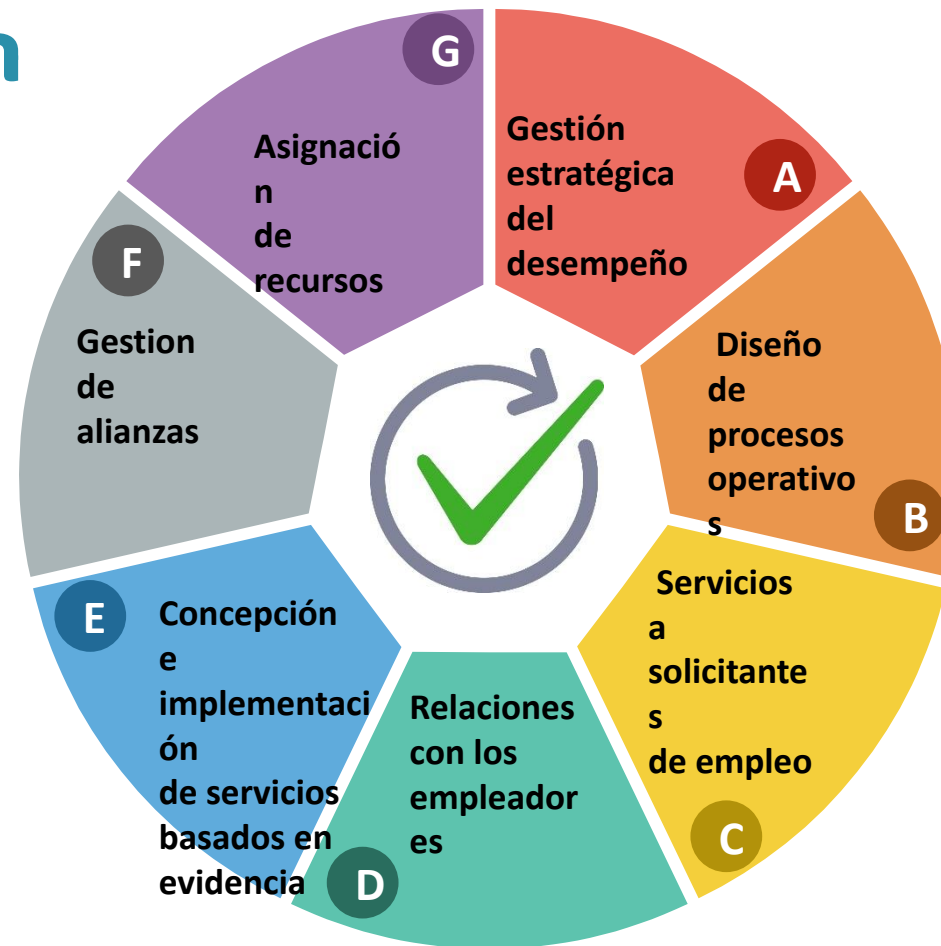 n
G
Asignació
n
de
recursos
Gestión
estratégica
del
desempeño
A
F
Gestion
de
alianzas
Diseño
de
procesos
operativo
s
B
E
Concepción
e
implementaci
ón
de servicios
basados en
evidencia
D
Relaciones
con los
empleador
es
Servicios
a
solicitante
s
de empleo
C